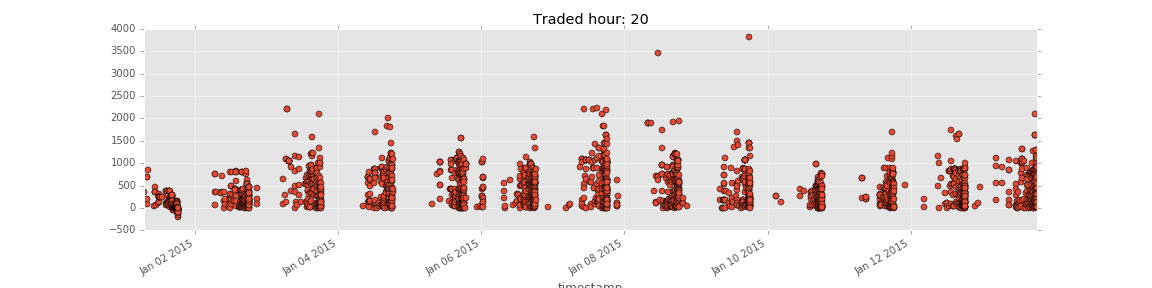 Traded hour: 20
4000
3500
3000
2500
2000
1500
1000
500
0
−500
Jan 02 2015
Jan 04 2015
Jan 06 2015
Jan 08 2015
Jan 10 2015
Jan 12 2015
timestamp